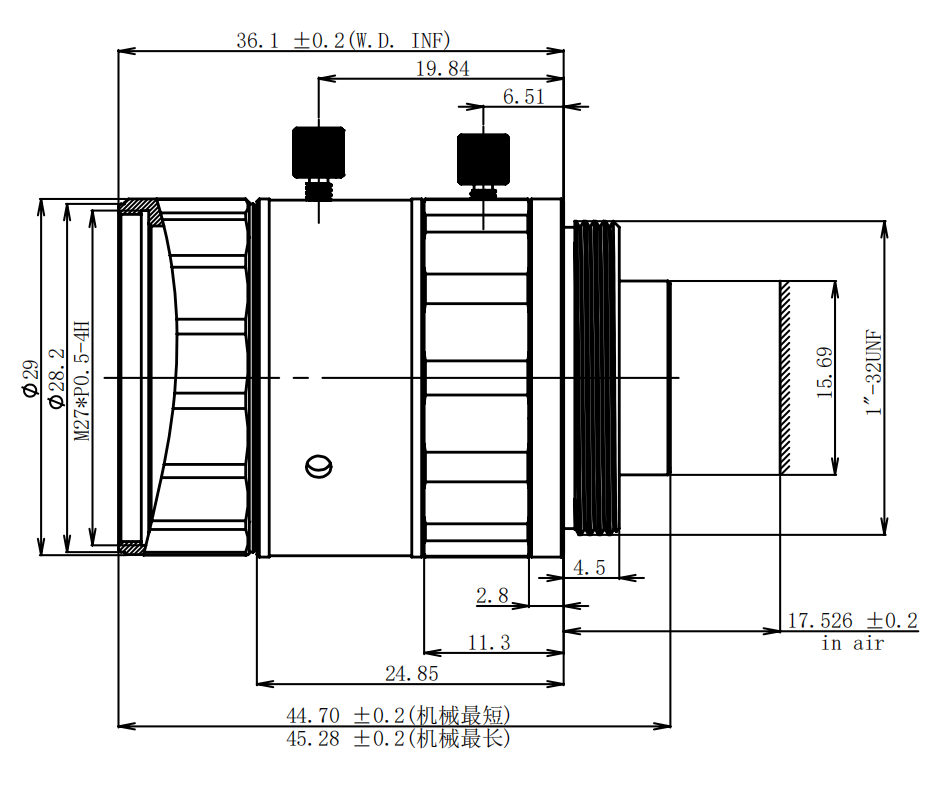 36.1 ±0.2(W.D. INF)
19.84
6.51
ϕ29
ϕ28.2
M27*P0.5-4H
15.69
1″-32UNF
4.5
2.8
17.526 ±0.2
in air
11.3
24.85
44.70 ±0.2(机械最短)
45.28 ±0.2(机械最长)